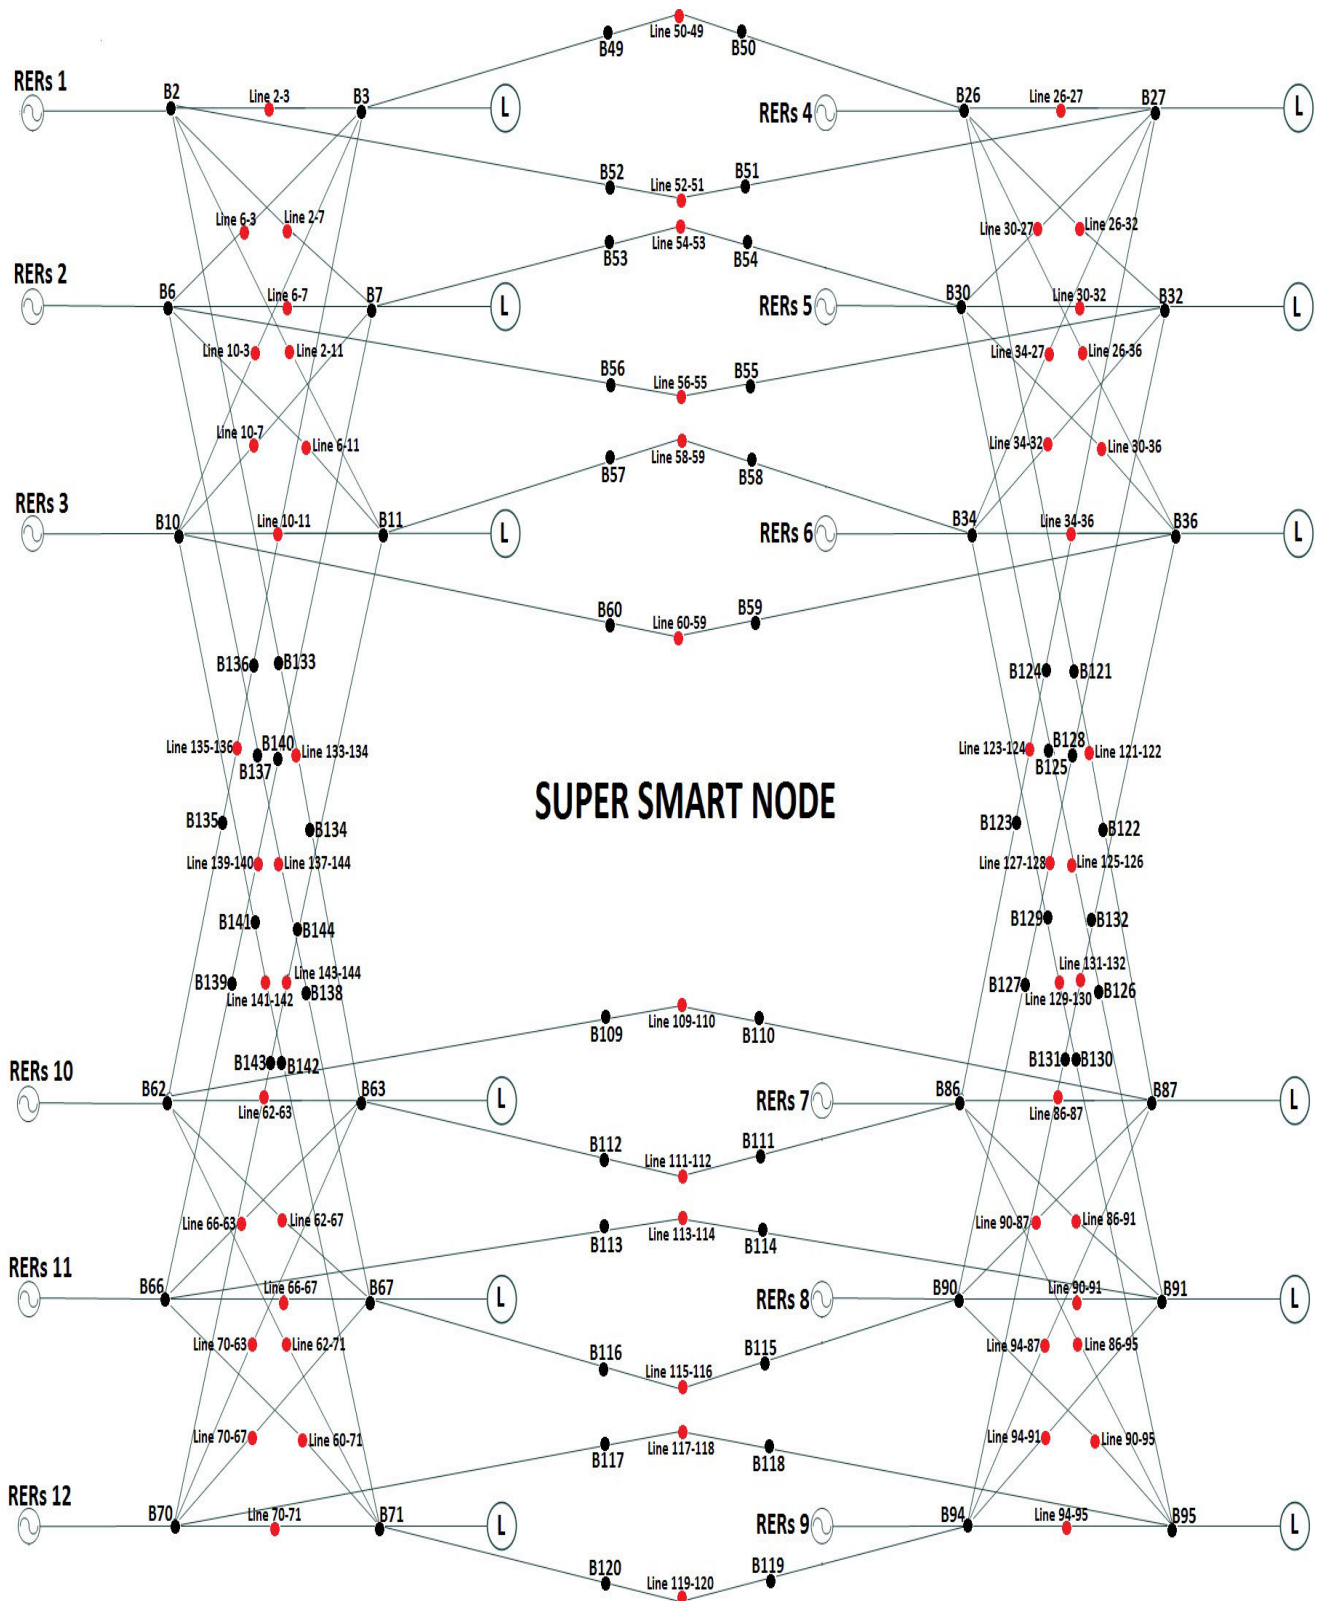 Line 50-49
B49
B50
RERs 1
B2
Line 2-3
B3
L
RERs 4
B26
Line 26-27
B27
L
B52
Line 52-51
B51
Line 6-3
Line 2-7
Line 54-53
B53
B54
Line 30-27
Line 26-32
RERs 2
B6
Line 6-7
B7
L
RERs 5
B30
Line 30-32
B32
L
Line 10-3
Line 2-11
Line 34-27
Line 26-36
B56
Line 56-55
B55
Line 10-7
Line 6-11
Line 58-59
B57
B58
Line 34-32
Line 30-36
RERs 3
B10
Line 10-11
B11
L
RERs 6
B34
Line 34-36
B36
L
B60
Line 60-59
B59
B136
B133
B124
B121
Line 135-136
B140
Line 133-134
B137
Line 123-124
B128
Line 121-122
B125
SUPER SMART NODE
B135
B134
B123
B122
Line 139-140
Line 137-144
Line 127-128
Line 125-126
B141
B144
B129
B132
B139
Line 143-144
Line 141-142
B138
B127
Line 131-132
Line 129-130
B126
B109
Line 109-110
B110
B143
B142
B131
B130
RERs 10
B62
Line 62-63
B63
L
RERs 7
B86
Line 86-87
B87
L
B112
Line 111-112
B111
Line 66-63
Line 62-67
B113
Line 113-114
B114
Line 90-87
Line 86-91
RERs 11
B66
Line 66-67
B67
L
RERs 8
B90
Line 90-91
B91
L
Line 70-63
Line 62-71
Line 94-87
Line 86-95
B116
Line 115-116
B115
Line 70-67
Line 60-71
B117
Line 117-118
B118
Line 94-91
Line 90-95
RERs 12
B70
LIne 70-71
B71
L
RERs 9
B94
Line 94-95
B95
L
B120
Line 119-120
B119